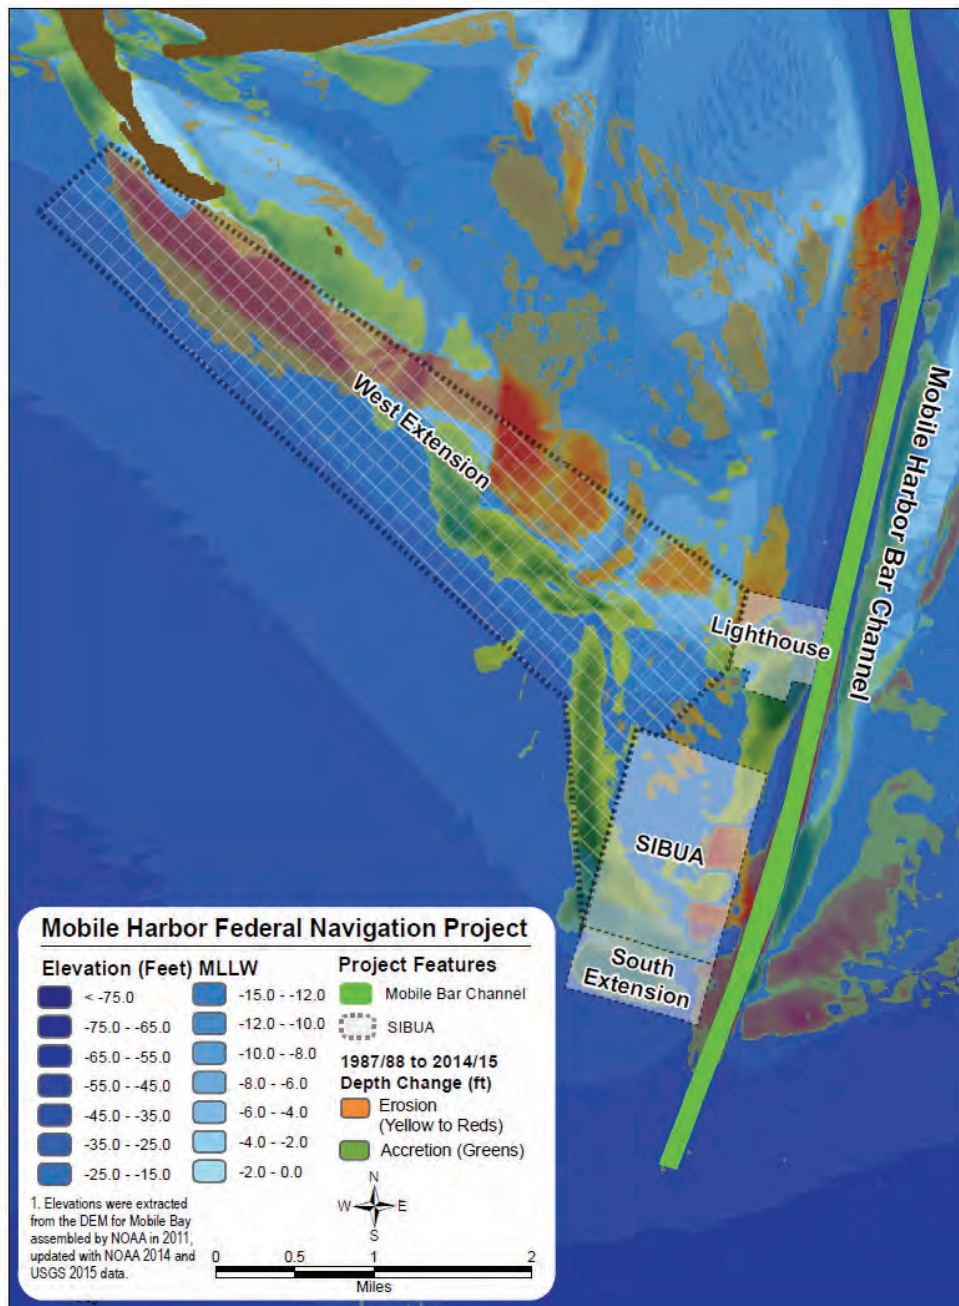 West Extension
Mobile Harbor Bar Channel
Lighthouse
SIBUA
South
Extension
Mobile Harbor Federal Navigation Project
Elevation (Feet) MLLW
< -75.0
-75.0 - -65.0
-65.0 - -55.0
-55.0 - -45.0
-45.0 - -35.0
-35.0 - -25.0
-25.0 - -15.0
-15.0 - -12.0
-12.0 - -10.0
-10.0 - -8.0
-8.0 - -6.0
-6.0 - -4.0
-4.0 - -2.0
-2.0 - 0.0
Project Features
Mobile Bar Channel
SIBUA
1987/88 to 2014/15
Depth Change (ft)
Erosion
(Yellow to Reds)
Accretion (Greens)
1. Elevations were extracted
from the DEM for Mobile Bay
assembled by NOAA in 2011,
updated with NOAA 2014 and
USGS 2015 data.
N
W E
S
0 0.5 1 2
Miles